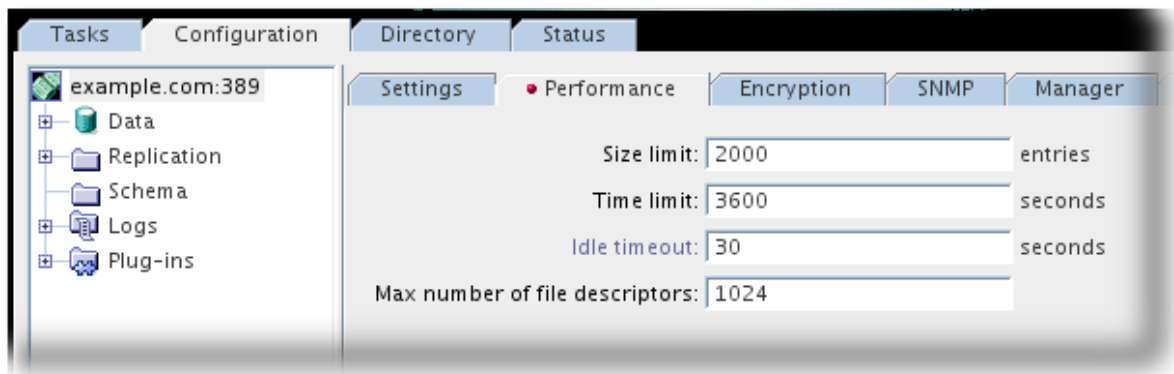 Tasks Configuration Directory Status
example.com:389
Data
Replication
Schema
Logs
Plug-ins
Settings Performance Encryption SNMP Manager
Size limit: 2000 entries
Time limit: 3600 seconds
Idle timeout: 30 seconds
Max number of file descriptors: 1024